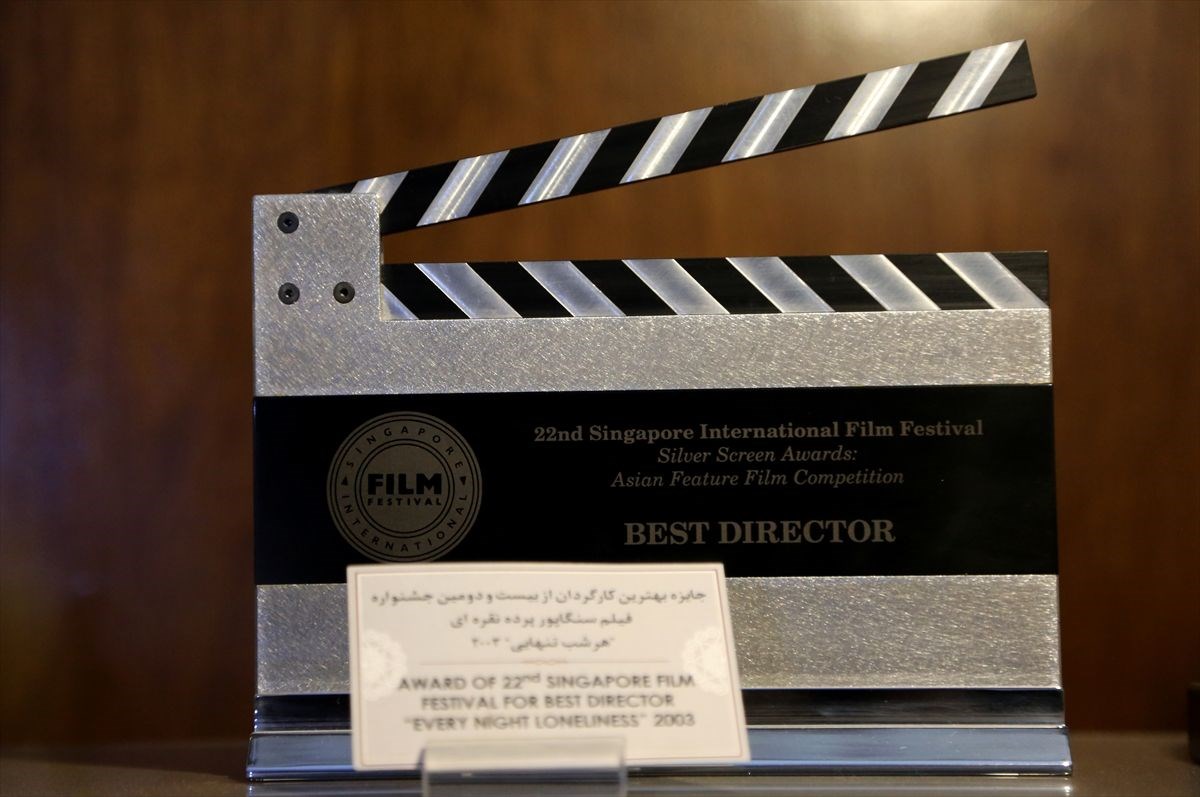 22nd Singapore International Film Festival
Silver Screen Awards:
Asian Feature Film Competition
BEST DIRECTOR
SINGAPORE
FILM
FESTIVAL
INTERNATIONAL
جایزه بهترین کارگردان از بیست و دومین جشنواره
فیلم سنگاپور پرده نقره ای
"هر شب تنهایی" ۲۰۰۳
AWARD OF 22nd SINGAPORE FILM
FESTIVAL FOR BEST DIRECTOR
"EVERY NIGHT LONELINESS" 2003